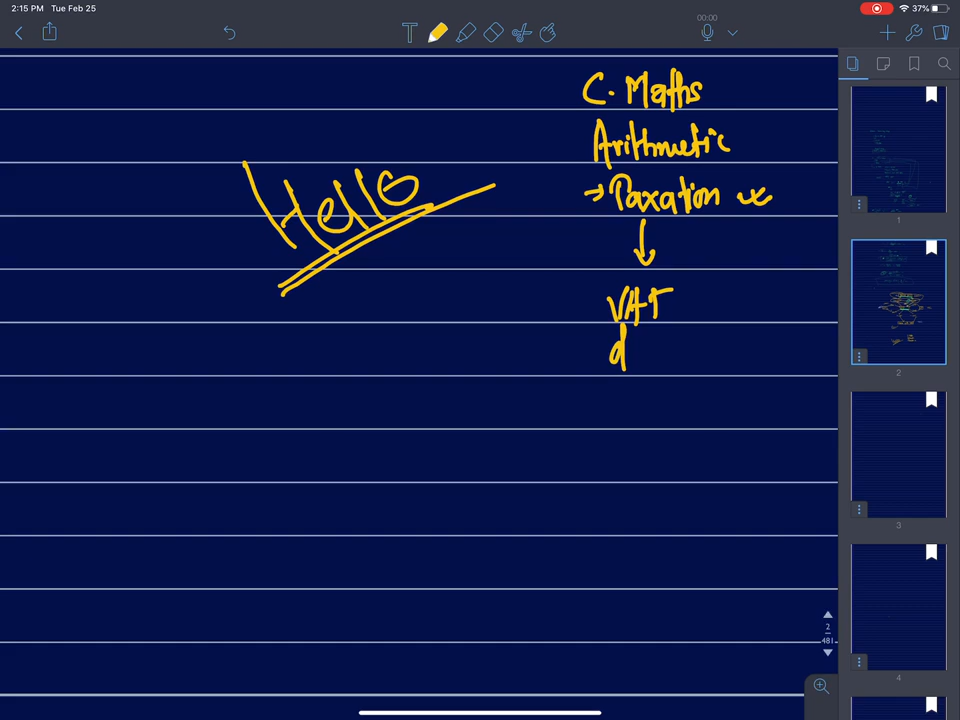 2:15 PM Tue Feb 25
37%
00:00
Hello
C. Maths
Arithmetic
→ Taxation
↓
VAT
d
1
2
3
4
2
481